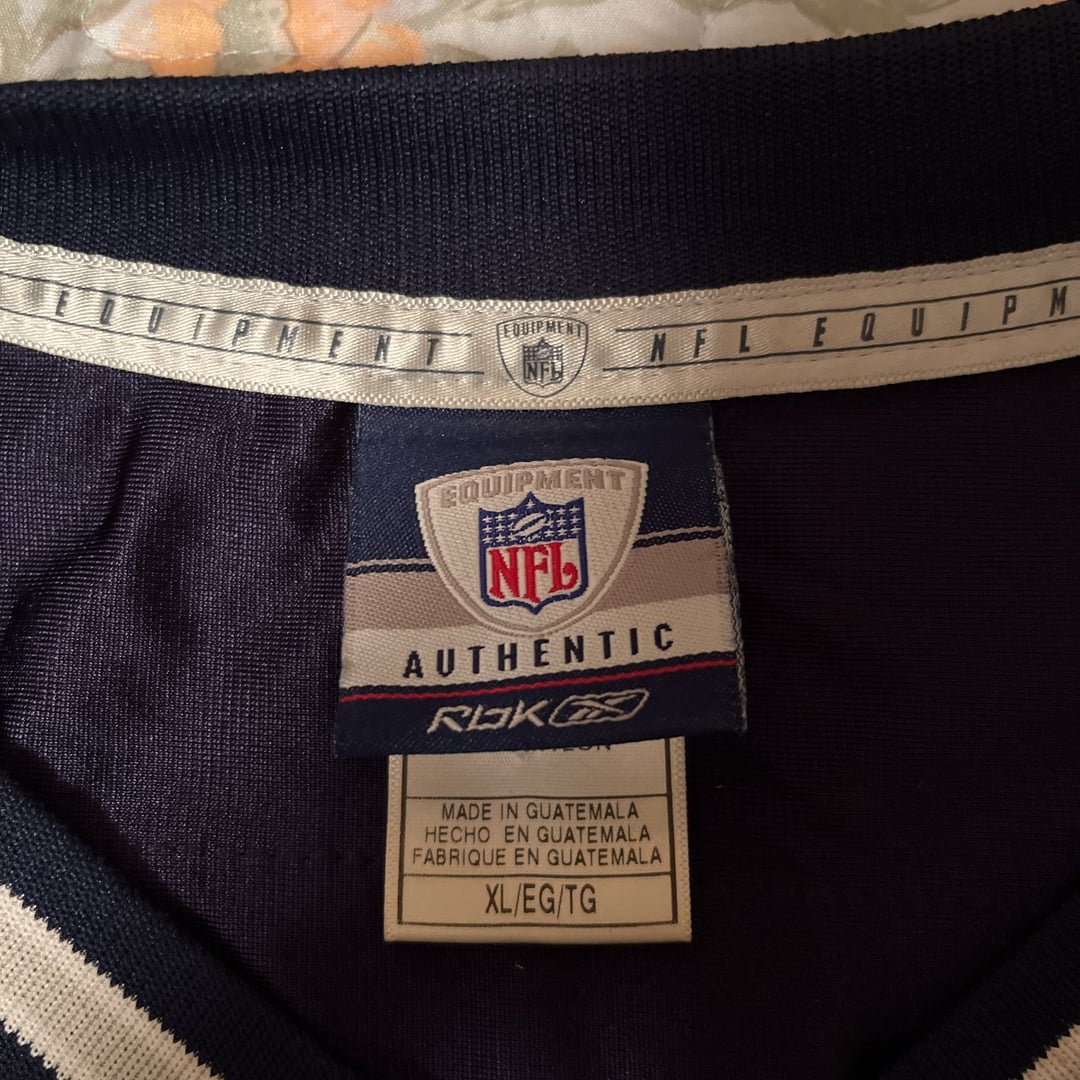 EQUIPMENT
EQUIPMENT
NFL
NFL EQUIPM
EQUIPMENT
NFL
AUTHENTIC
RBK
MADE IN GUATEMALA
HECHO EN GUATEMALA
FABRIQUE EN GUATEMALA
XL/EG/TG